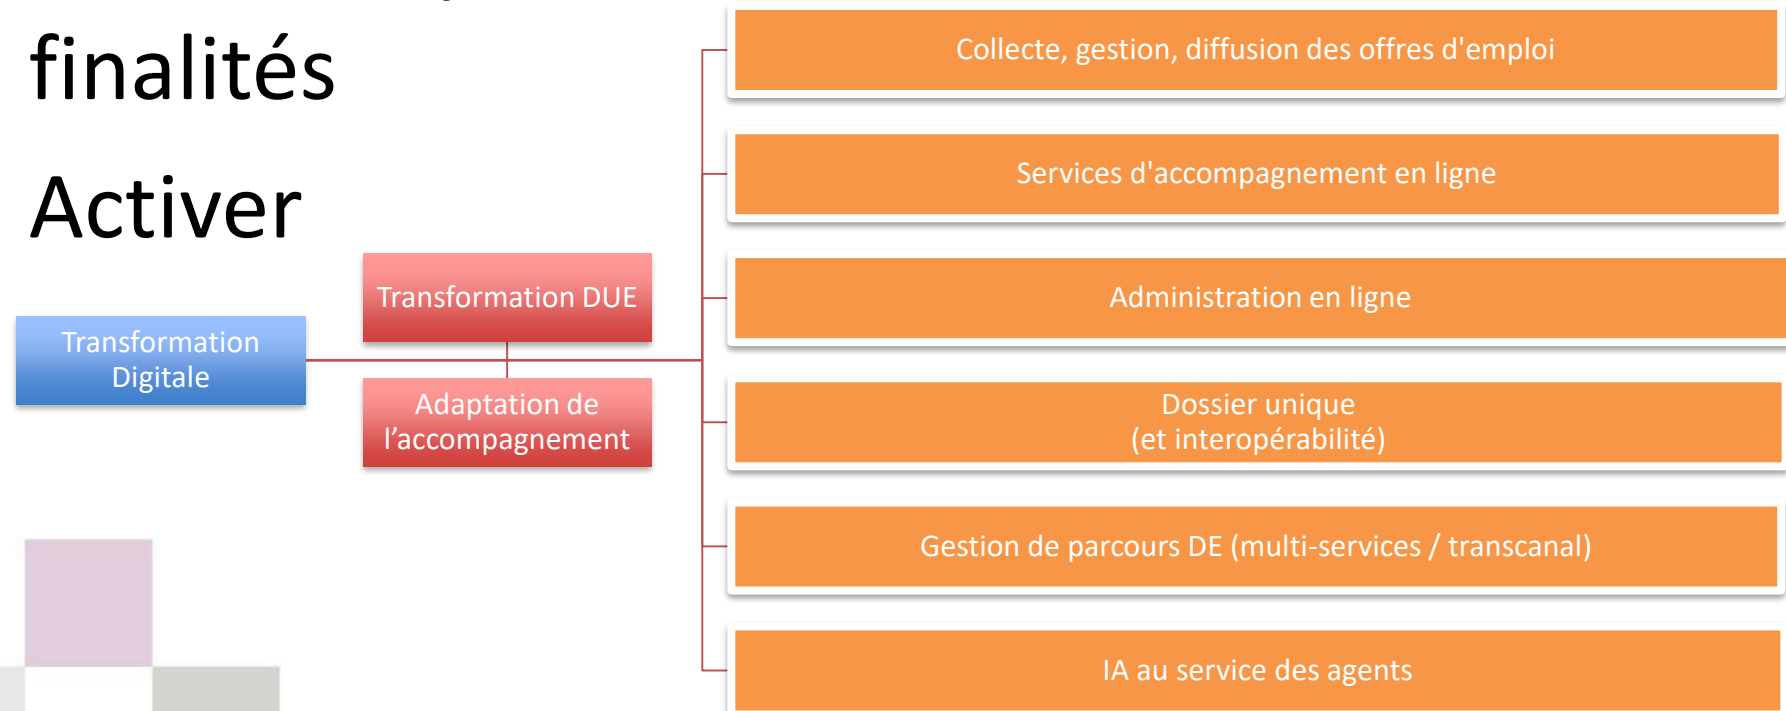 finalités
Activer
Transformation
Digitale
Transformation DUE
Adaptation de
l’accompagnement
Collecte, gestion, diffusion des offres d'emploi
Services d'accompagnement en ligne
Administration en ligne
Dossier unique
(et interopérabilité)
Gestion de parcours DE (multi-services / transcanal)
IA au service des agents